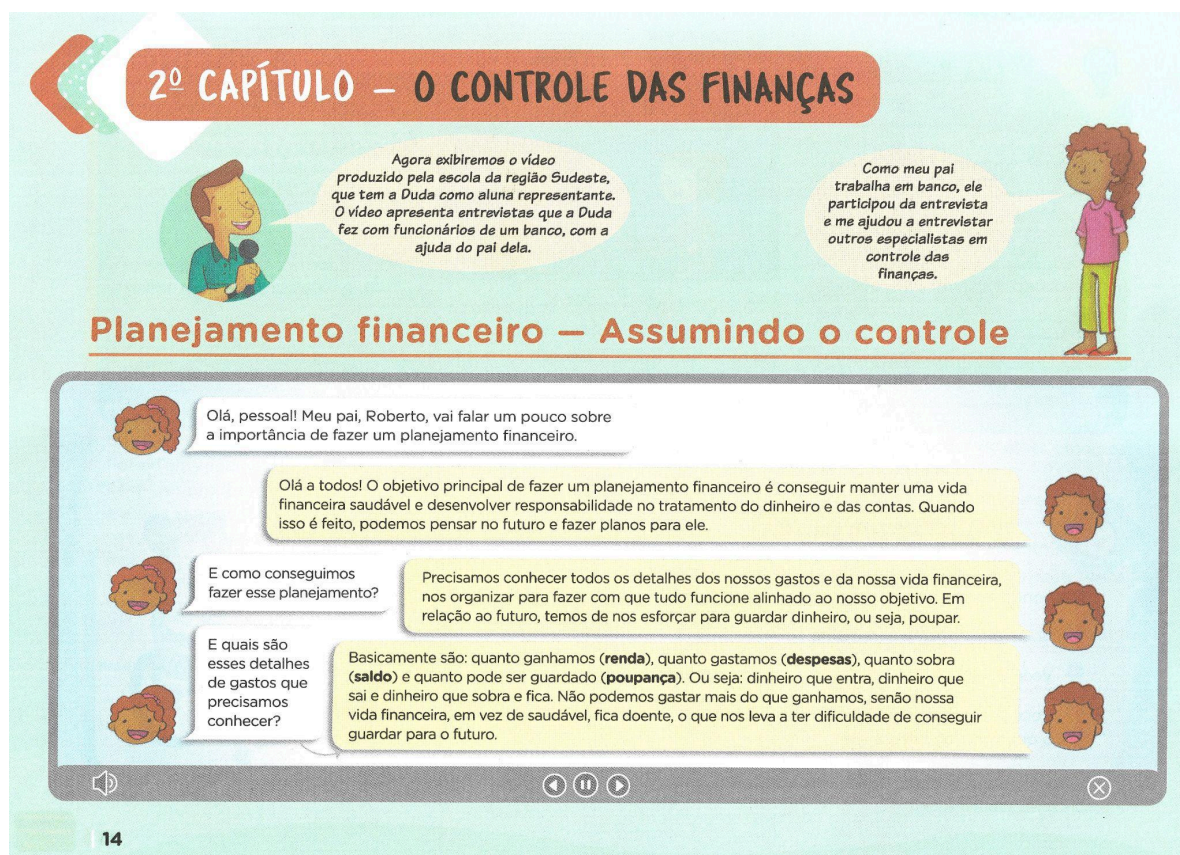 2º CAPÍTULO – O CONTROLE DAS FINANÇAS
Agora exibiremos o vídeo
produzido pela escola da região Sudeste,
que tem a Duda como aluna representante.
O vídeo apresenta entrevistas que a Duda
fez com funcionários de um banco, com a
ajuda do pai dela.
Como meu pai
trabalha em banco, ele
participou da entrevista
e me ajudou a entrevistar
outros especialistas em
controle das
finanças.
Planejamento financeiro — Assumindo o controle
Olá, pessoal! Meu pai, Roberto, vai falar um pouco sobre
a importância de fazer um planejamento financeiro.
Olá a todos! O objetivo principal de fazer um planejamento financeiro é conseguir manter uma vida
financeira saudável e desenvolver responsabilidade no tratamento do dinheiro e das contas. Quando
isso é feito, podemos pensar no futuro e fazer planos para ele.
E como conseguimos
fazer esse planejamento?
Precisamos conhecer todos os detalhes dos nossos gastos e da nossa vida financeira,
nos organizar para fazer com que tudo funcione alinhado ao nosso objetivo. Em
relação ao futuro, temos de nos esforçar para guardar dinheiro, ou seja, poupar.
E quais são
esses detalhes
de gastos que
precisamos
conhecer?
Basicamente são: quanto ganhamos (renda), quanto gastamos (despesas), quanto sobra
(saldo) e quanto pode ser guardado (poupança). Ou seja: dinheiro que entra, dinheiro que
sai e dinheiro que sobra e fica. Não podemos gastar mais do que ganhamos, senão nossa
vida financeira, em vez de saudável, fica doente, o que nos leva a ter dificuldade de conseguir
guardar para o futuro.
14